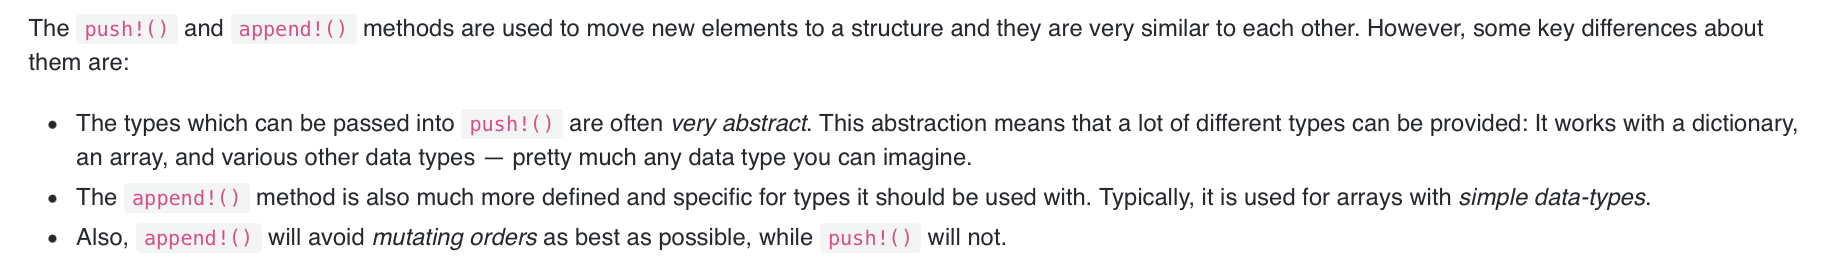 The push!() and append!() methods are used to move new elements to a structure and they are very similar to each other. However, some key differences about
them are:
• The types which can be passed into push!() are often very abstract. This abstraction means that a lot of different types can be provided: It works with a dictionary,
an array, and various other data types — pretty much any data type you can imagine.
• The append!() method is also much more defined and specific for types it should be used with. Typically, it is used for arrays with simple data-types.
• Also, append!() will avoid mutating orders as best as possible, while push!() will not.